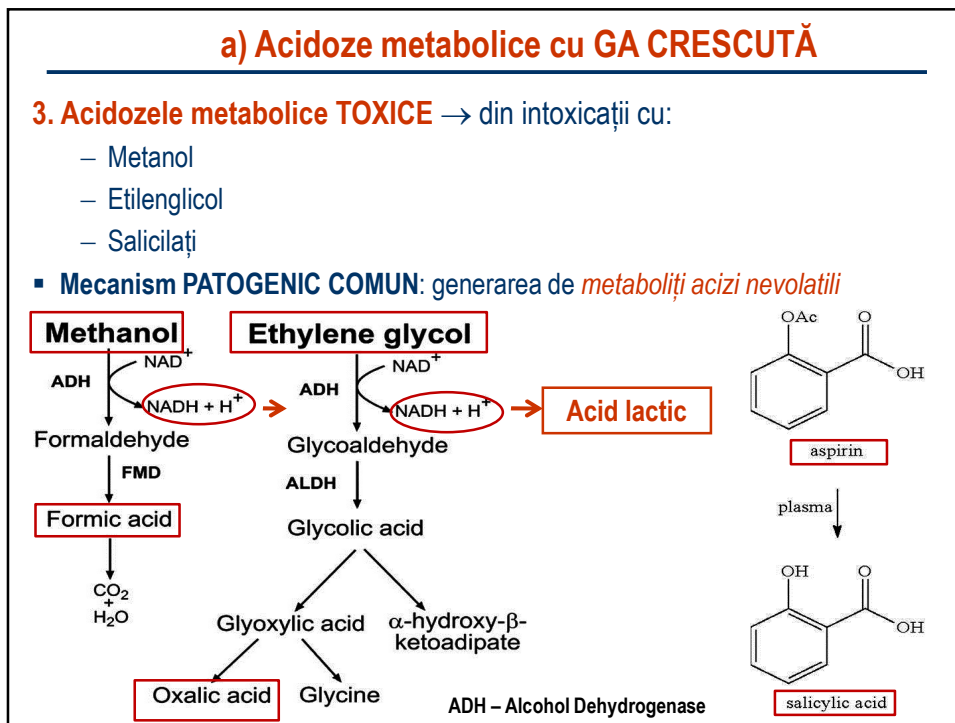 a) Acidoze metabolice cu GA CRESCUTĂ
3. Acidozele metabolice TOXICE → din intoxicații cu:
– Metanol
– Etilenglicol
– Salicilați
▪ Mecanism PATOGENIC COMUN: generarea de metaboliți acizi nevolatili
Methanol
NAD+
ADH
NADH + H+
Formaldehyde
FMD
Formic acid
CO2
+
H2O
Ethylene glycol
NAD+
ADH
NADH + H+
Acid lactic
Glycoaldehyde
ALDH
Glycolic acid
Glyoxylic acid
α-hydroxy-β-
ketoadipate
Oxalic acid
Glycine
ADH – Alcohol Dehydrogenase
OAc
O
OH
aspirin
plasma
OH
O
OH
salicylic acid